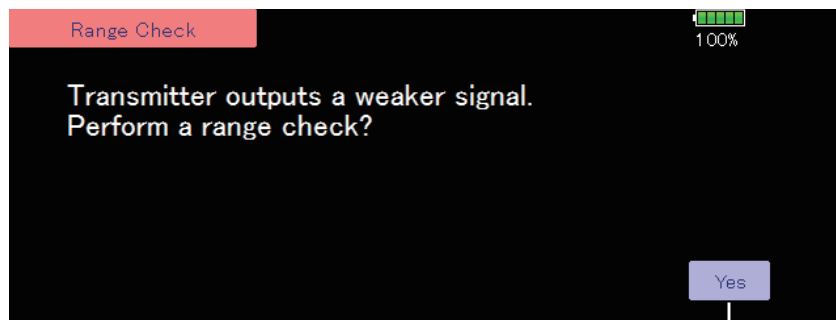 Range Check
100%
Transmitter outputs a weaker signal.
Perform a range check?
Yes